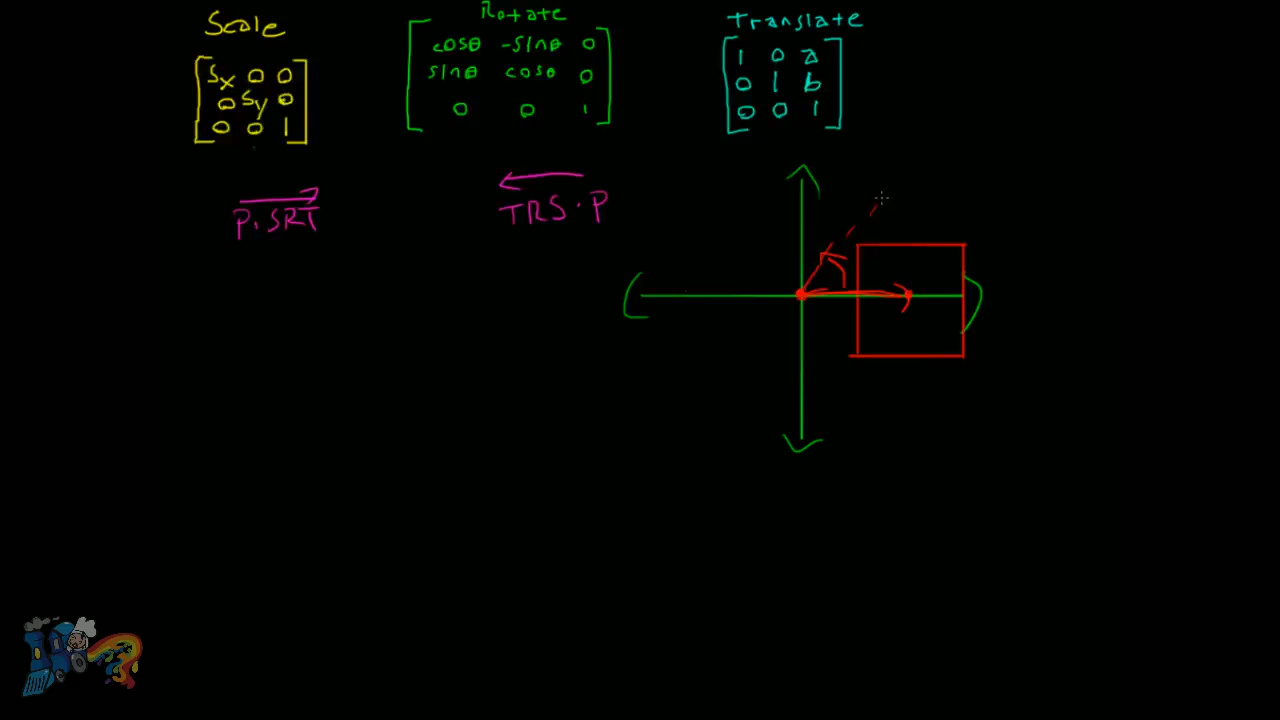 Scale
Sx 0 0
0 Sy 0
0 0 1
Rotate
cosθ -sinθ 0
sinθ cosθ 0
0 0 1
Translate
1 0 a
0 1 b
0 0 1
P.SRT
TRS.P